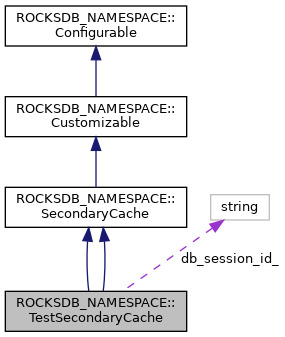 ROCKSDB_NAMESPACE::
Configurable
ROCKSDB_NAMESPACE::
Customizable
ROCKSDB_NAMESPACE::
SecondaryCache
string
db_session_id_
ROCKSDB_NAMESPACE::
TestSecondaryCache